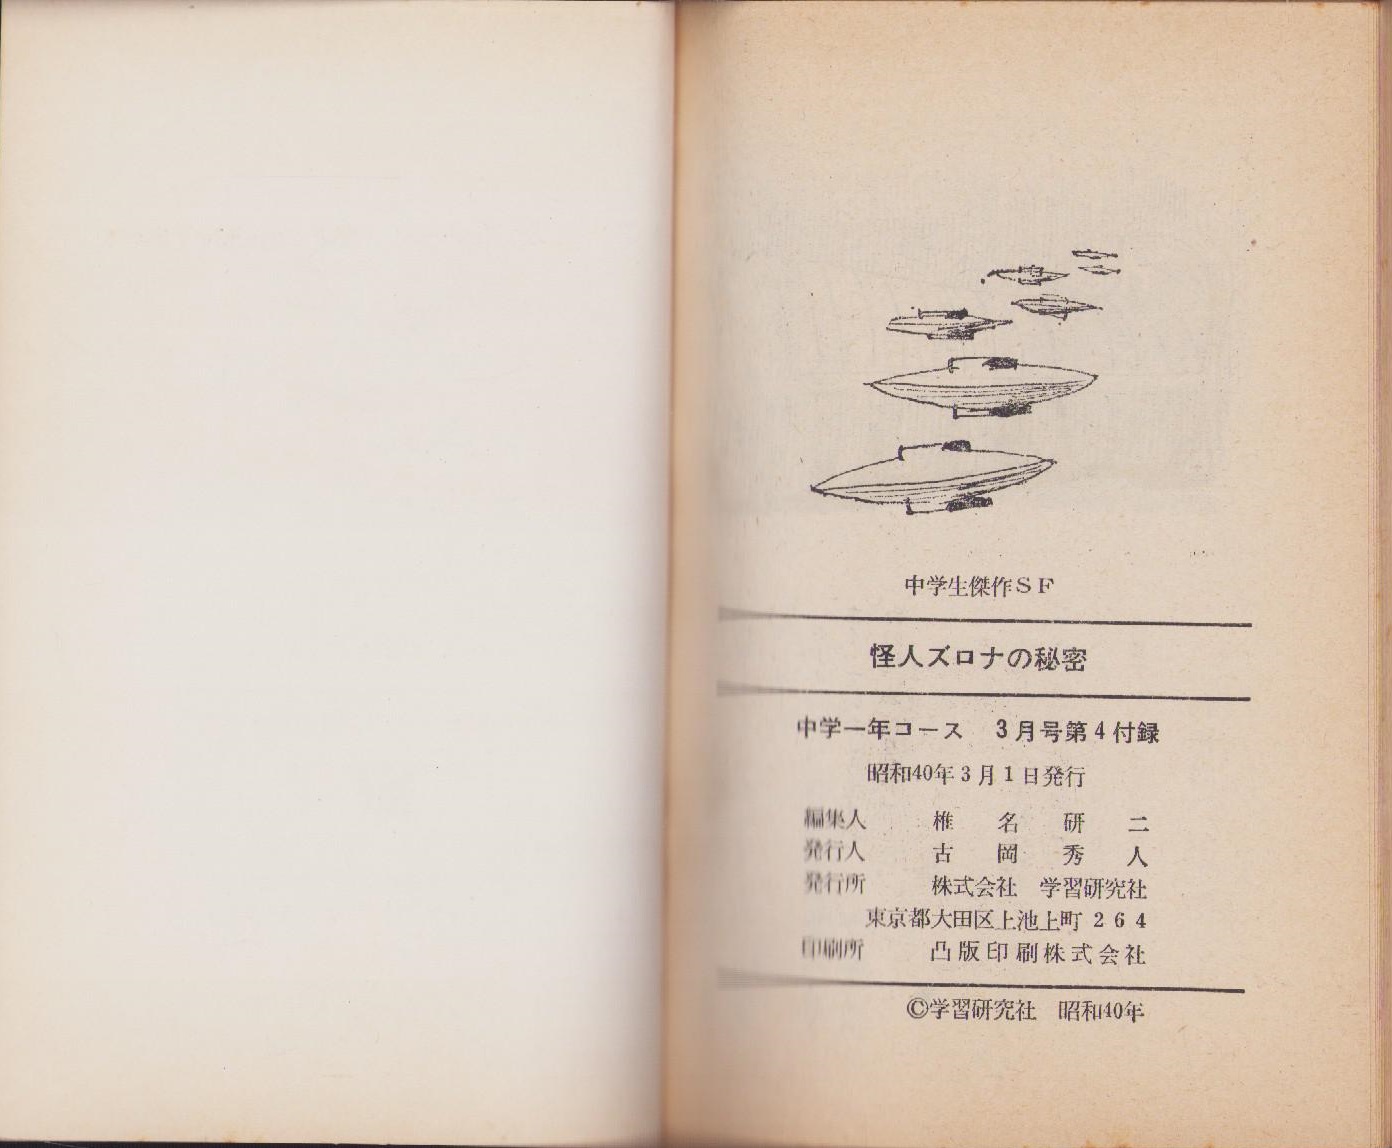 中学生傑作SF
怪人ズロナの秘密
中学一年コース 3月号第4付録
昭和40年3月1日発行
編集人 椎名研二
発行人 古岡秀人
発行所 株式会社 学習研究社
東京都大田区上池上町264
印刷所 凸版印刷株式会社
©学習研究社 昭和40年